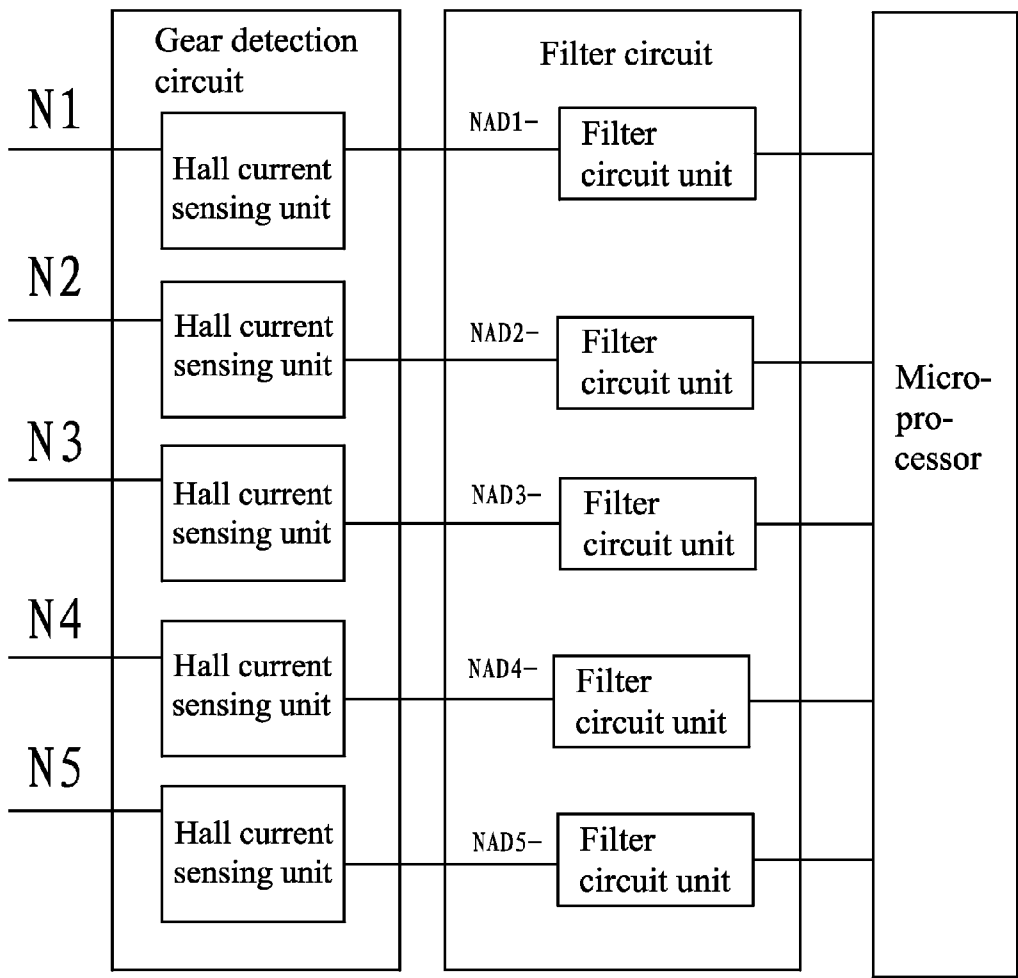 Gear detection
circuit
Filter circuit
N1
NAD1-
Hall current
sensing unit
Filter
circuit unit
N2
NAD2-
Hall current
sensing unit
Filter
circuit unit
Micro-
pro-
cessor
N3
NAD3-
Hall current
sensing unit
Filter
circuit unit
N4
NAD4-
Hall current
sensing unit
Filter
circuit unit
N5
NAD5-
Hall current
sensing unit
Filter
circuit unit